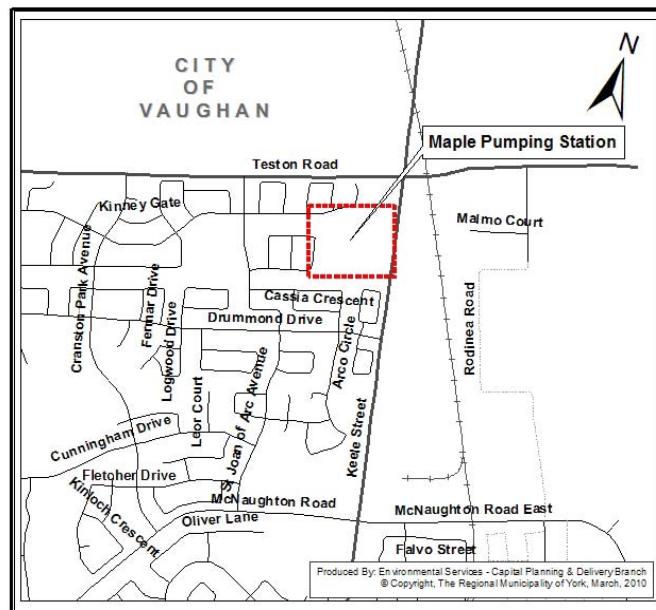 CITY
OF
VAUGHAN
N
Maple Pumping Station
Teston Road
Kinney Gate
Malmo Court
Cranston Park Avenue
Fermar Drive
Logwood Drive
Cassia Crescent
Drummond Drive
Rodinea Road
Arco Circle
Leor Court
St Joan of Arc Avenue
Keele Street
Cunningham Drive
Fletcher Drive
Kinloch Crescent
McNaughton Road
McNaughton Road East
Oliver Lane
Falvo Street
Produced By: Environmental Services - Capital Planning & Delivery Branch
© Copyright, The Regional Municipality of York, March, 2010